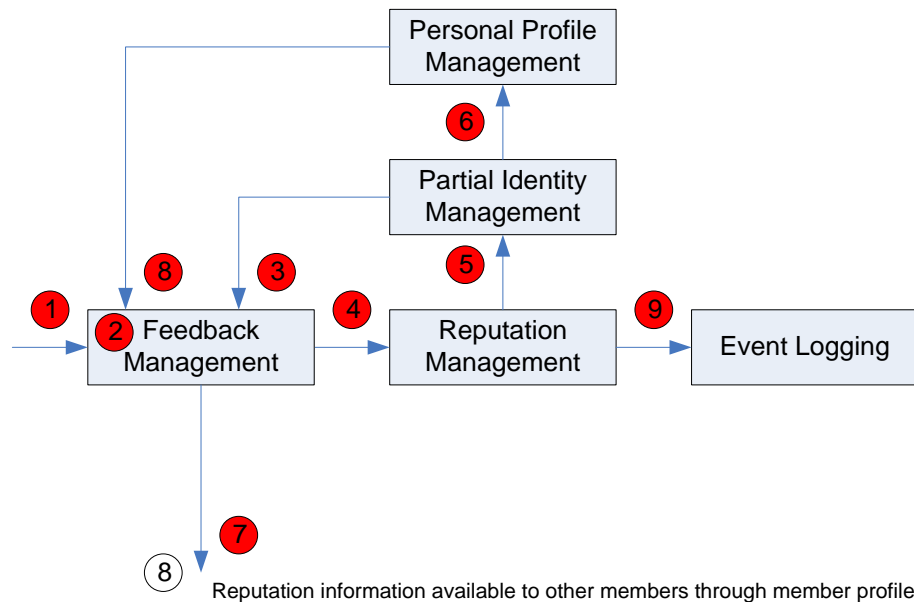 Personal Profile
Management
6
Partial Identity
Management
8
3
5
1
2
4
9
Feedback
Management
Reputation
Management
Event Logging
7
8
Reputation information available to other members through member profile